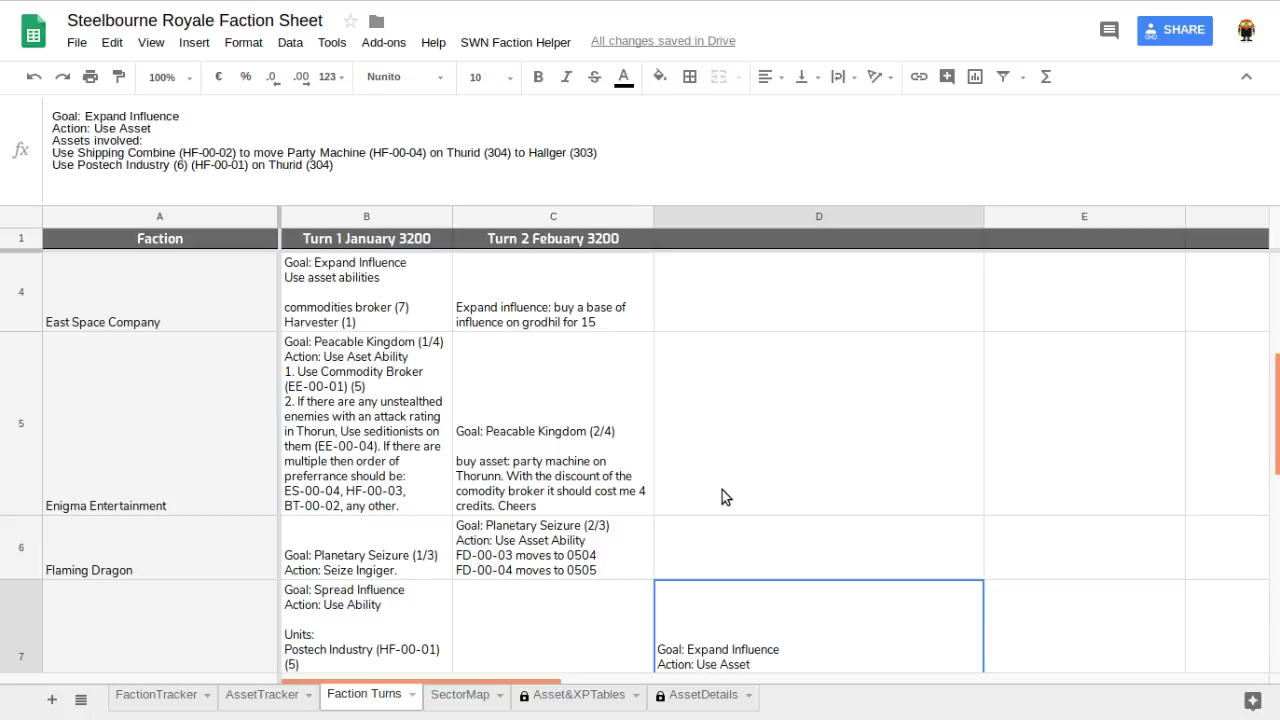 Steelbourne Royale Faction Sheet
File Edit View Insert Format Data Tools Add-ons Help SWN Faction Helper All changes saved in Drive
SHARE
100% € % .0 .00 123 Nunito 10 B I S A Σ
fx
Goal: Expand Influence
Action: Use Asset
Assets involved:
Use Shipping Combine (HF-00-02) to move Party Machine (HF-00-04) on Thurid (304) to Hallger (303)
Use Postech Industry (6) (HF-00-01) on Thurid (304)
A B C D E
1 Faction Turn 1 January 3200 Turn 2 Febuary 3200
4
East Space Company
Goal: Expand Influence
Use asset abilities
commodities broker (7)
Harvester (1)
Expand influence: buy a base of
influence on grodhil for 15
5
Enigma Entertainment
Goal: Peacable Kingdom (1/4)
Action: Use Aset Ability
1. Use Commodity Broker
(EE-00-01) (5)
2. If there are any unstealthed
enemies with an attack rating
in Thorun, Use seditionists on
them (EE-00-04). If there are
multiple then order of
preferrance should be:
ES-00-04, HF-00-03,
BT-00-02, any other.
Goal: Peacable Kingdom (2/4)
buy asset: party machine on
Thorunn. With the discount of the
comodity broker it should cost me 4
credits. Cheers
6
Flaming Dragon
Goal: Planetary Seizure (1/3)
Action: Seize Ingiger.
Goal: Planetary Seizure (2/3)
Action: Use Asset Ability
FD-00-03 moves to 0504
FD-00-04 moves to 0505
7
Goal: Spread Influence
Action: Use Ability
Units:
Postech Industry (HF-00-01)
(5)
Goal: Expand Influence
Action: Use Asset
FactionTracker AssetTracker Faction Turns SectorMap Asset&XPTables AssetDetails